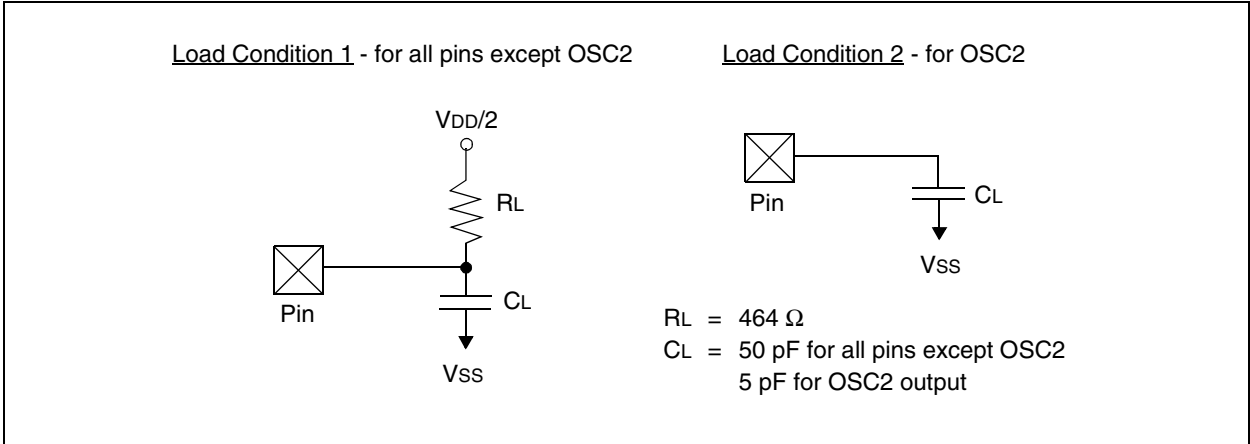 Load Condition 1 - for all pins except OSC2
Load Condition 2 - for OSC2
VDD/2
RL
Pin
CL
VSS
Pin
CL
VSS
RL = 464 Ω
CL = 50 pF for all pins except OSC2
5 pF for OSC2 output